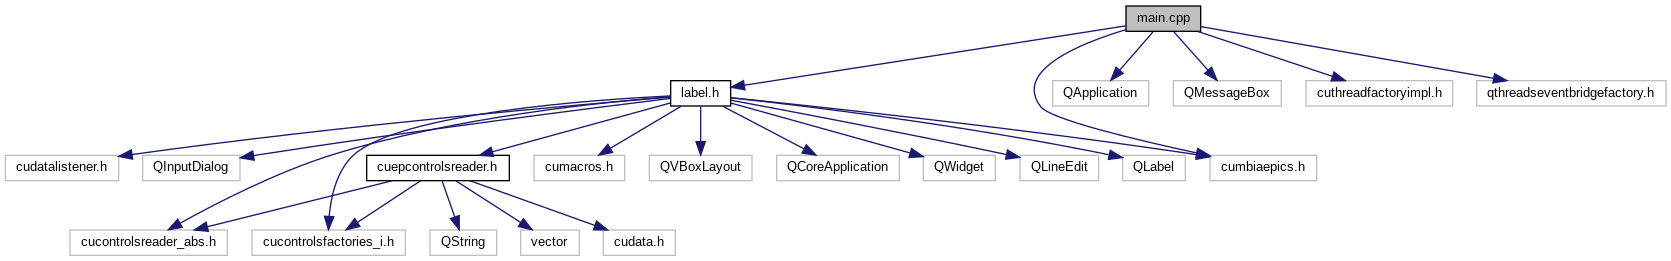 main.cpp
label.h
QApplication
QMessageBox
cuthreadfactoryimpl.h
qthreadseventbridgefactory.h
cudatalistener.h
QInputDialog
cuepcontrolsreader.h
cumacros.h
QVBoxLayout
QCoreApplication
QWidget
QLineEdit
QLabel
cumbiaepics.h
cucontrolsreader_abs.h
cucontrolsfactories_i.h
QString
vector
cudata.h